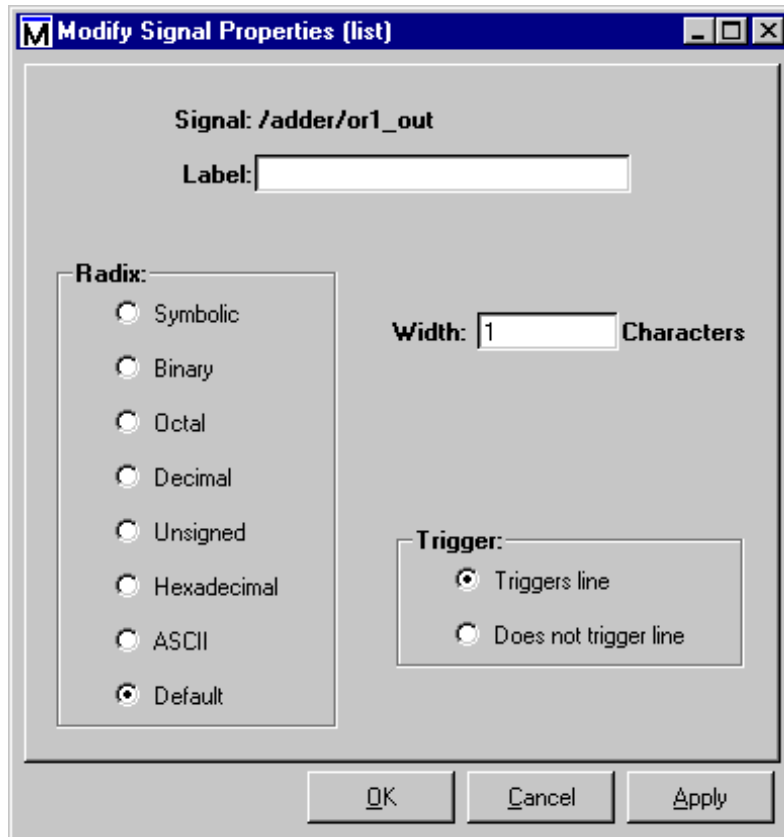 M Modify Signal Properties (list)
Signal: /adder/or1_out
Label:
Radix:
Symbolic
Binary
Octal
Decimal
Unsigned
Hexadecimal
ASCII
Default
Width: 1 Characters
Trigger:
Triggers line
Does not trigger line
OK Cancel Apply